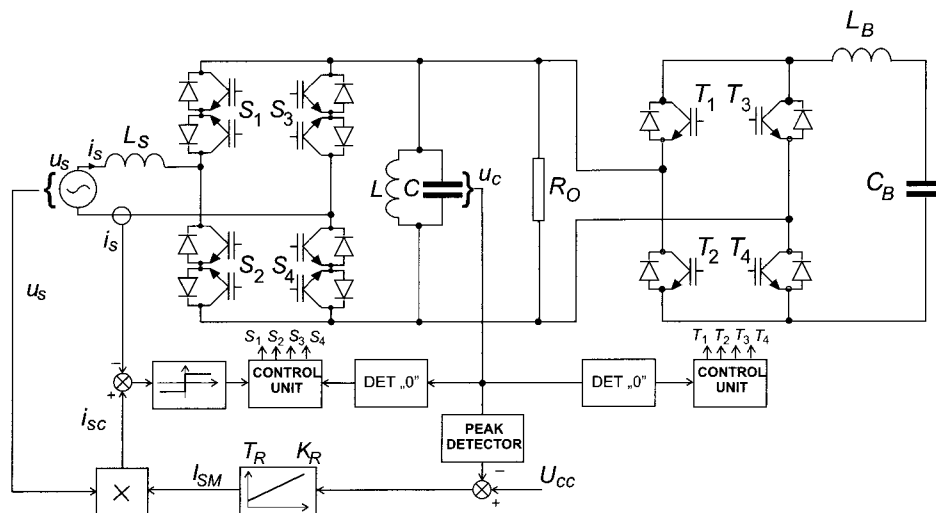 L_B
T_1 T_3
S_1 S_3
L_S
i_s
u_s
L C u_c
R_O
C_B
i_s
S_2 S_4
T_2 T_4
u_s
S_1 S_2 S_3 S_4
T_1 T_2 T_3 T_4
−
+
CONTROL UNIT
DET „0"
DET „0"
CONTROL UNIT
i_sc
PEAK DETECTOR
T_R K_R
I_SM
−
+
U_cc
×